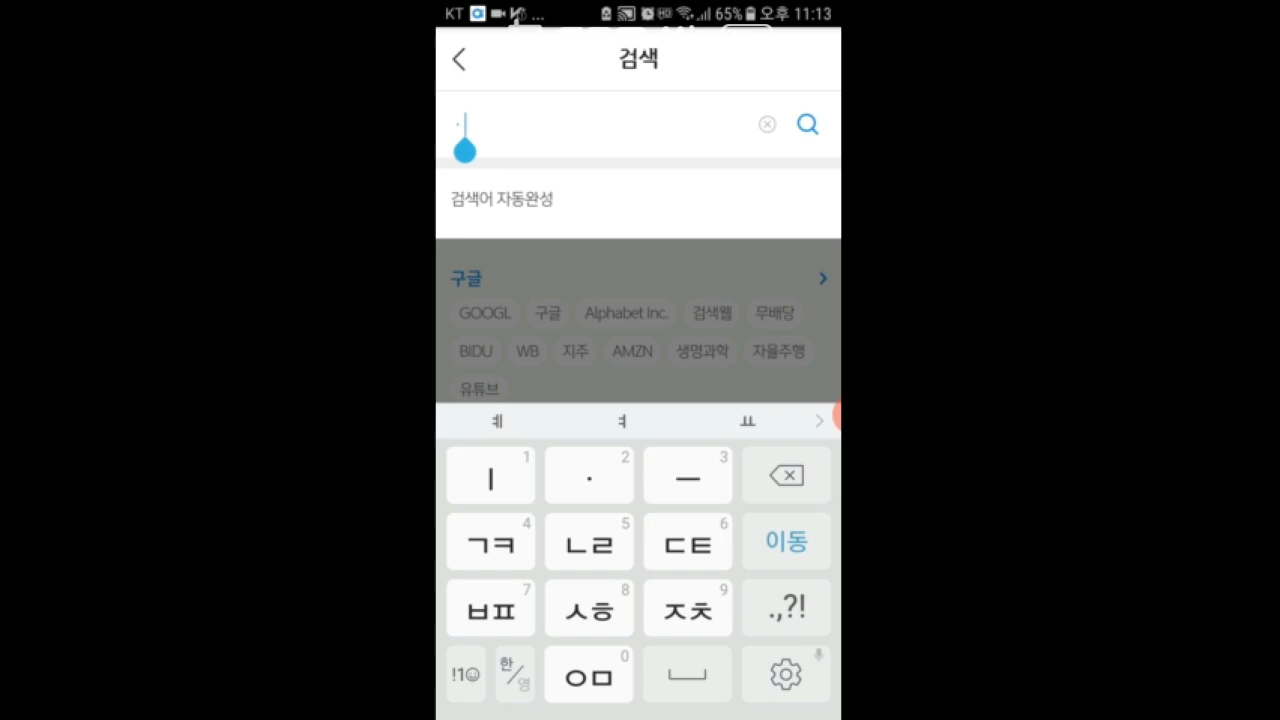 KT ... HD 65% 오후 11:13
검색
·
검색어 자동완성
구글
GOOGL 구글 Alphabet Inc. 검색웹 무배당
BIDU WB 지주 AMZN 생명과학 자율주행
유튜브
ㅖ ㅕ ㅛ
ㅣ 1 · 2 ㅡ 3
ㄱㅋ 4 ㄴㄹ 5 ㄷㅌ 6 이동
ㅂㅍ 7 ㅅㅎ 8 ㅈㅊ 9 .,?!
!1☺ 한/영 ㅇㅁ 0